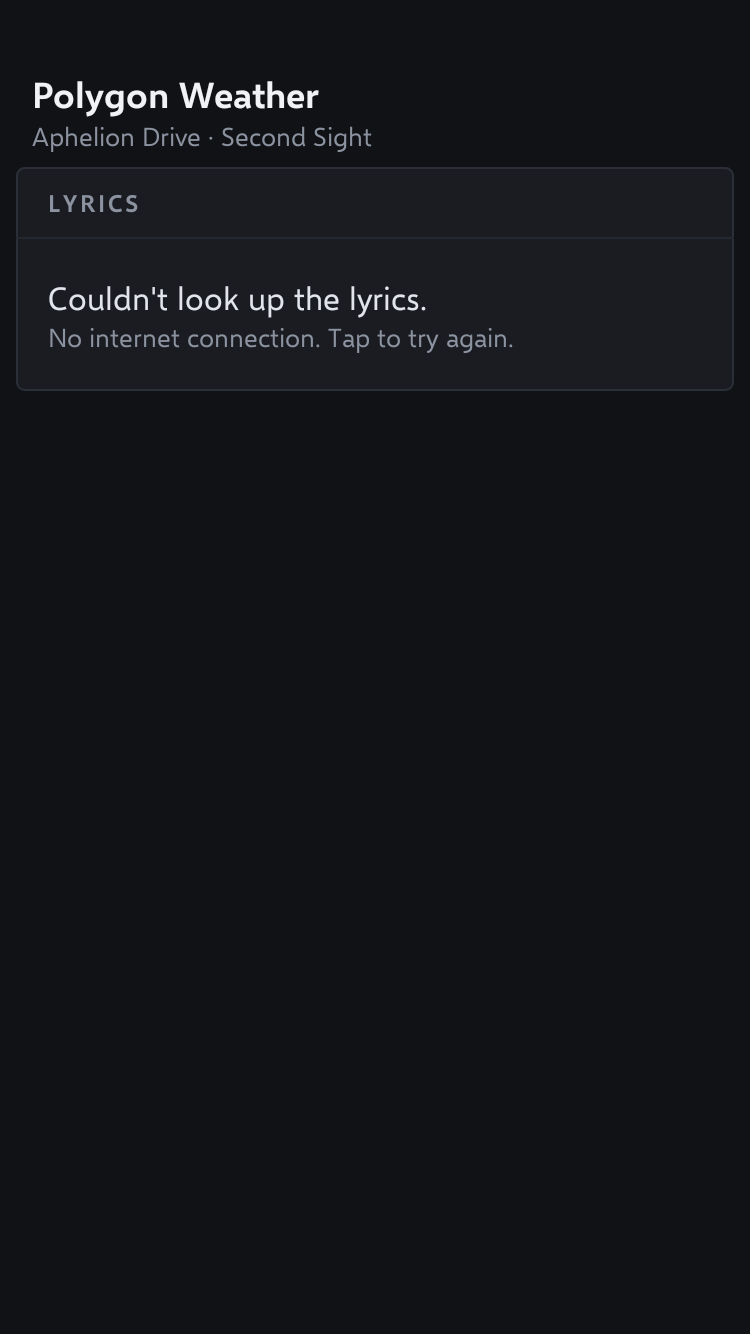 Polygon Weather
Aphelion Drive · Second Sight
LYRICS
Couldn't look up the lyrics.
No internet connection. Tap to try again.